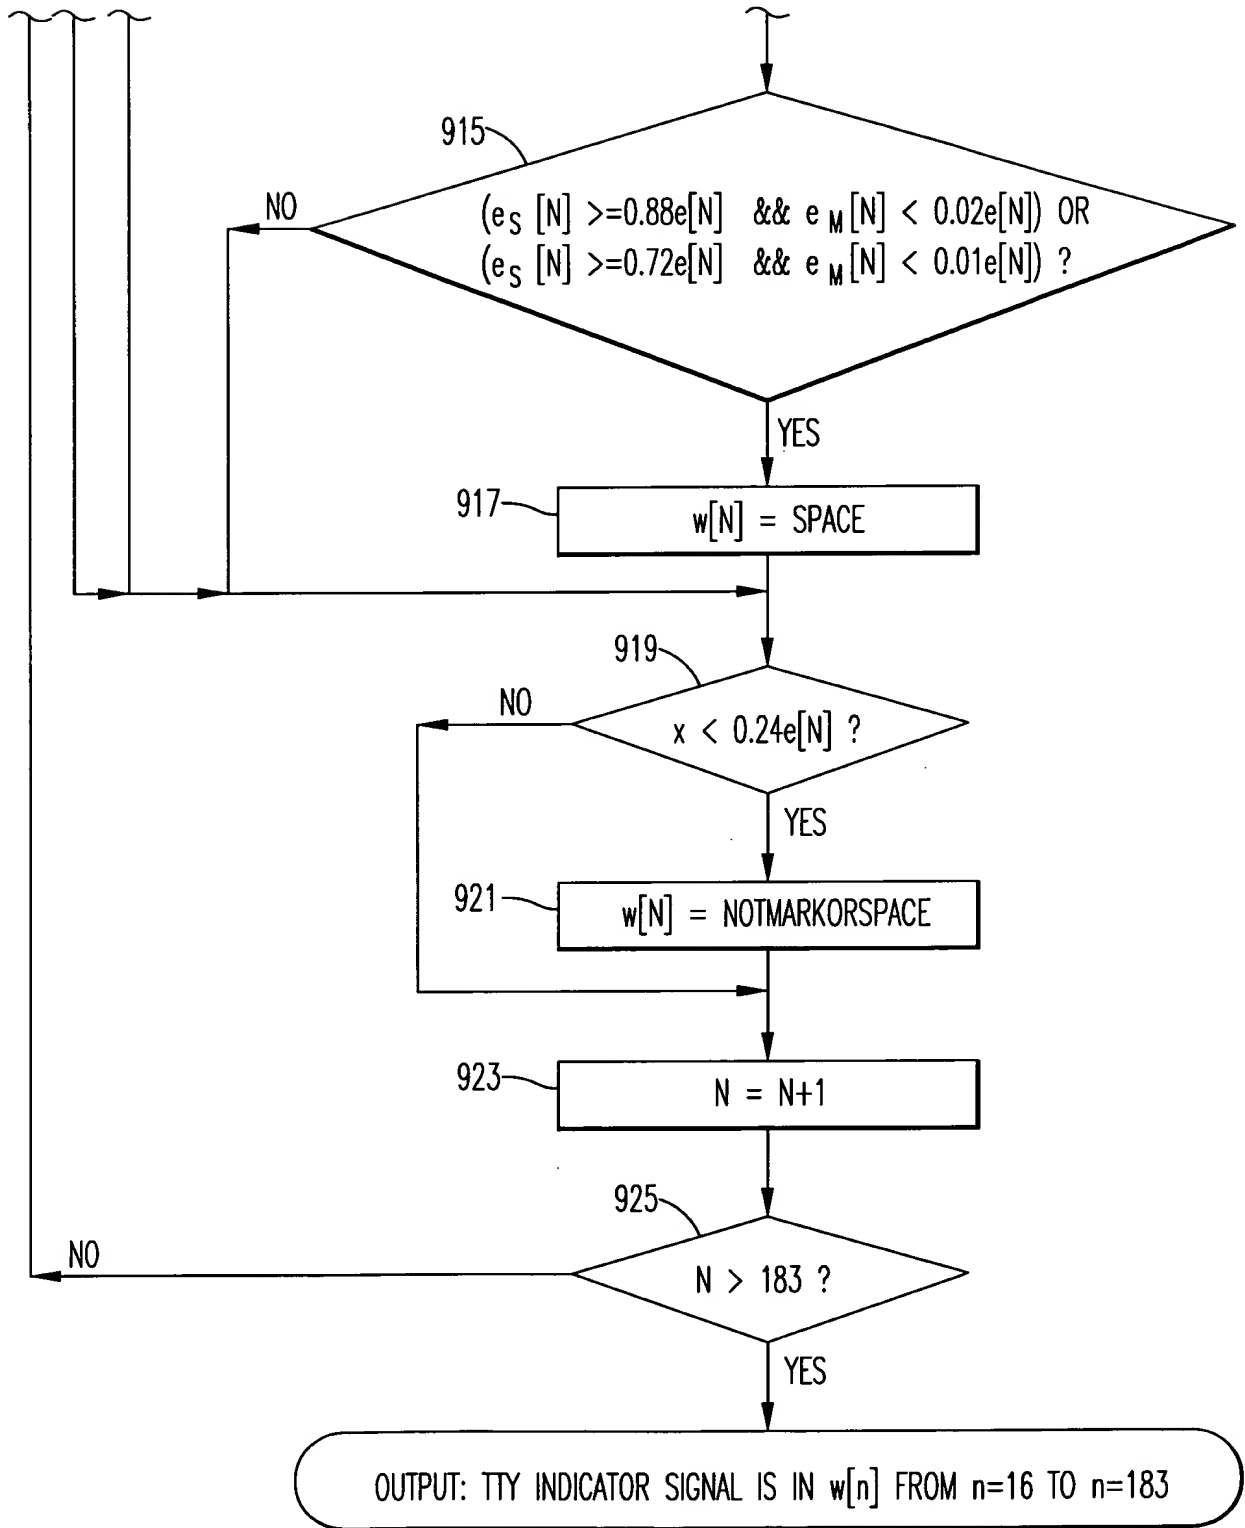 915
NO
(eS [N] >=0.88e[N] && eM[N] < 0.02e[N]) OR
(eS [N] >=0.72e[N] && eM[N] < 0.01e[N]) ?
YES
917
w[N] = SPACE
919
NO
x < 0.24e[N] ?
YES
921
w[N] = NOTMARKORSPACE
923
N = N+1
925
NO
N > 183 ?
YES
OUTPUT: TTY INDICATOR SIGNAL IS IN w[n] FROM n=16 TO n=183